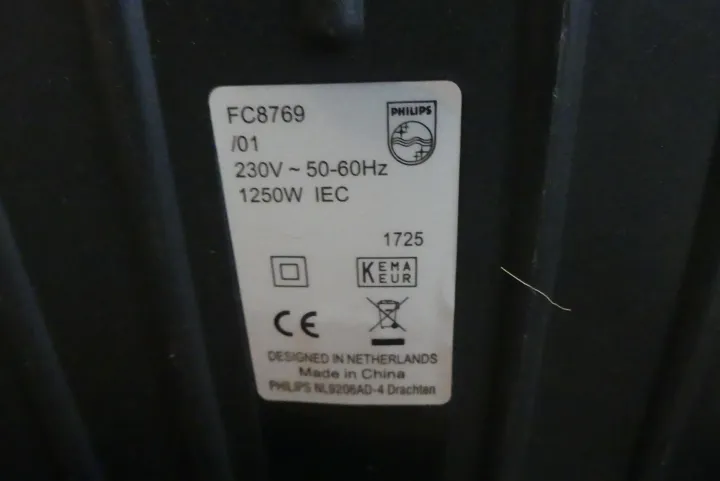 FC8769
/01
230V ~ 50-60Hz
1250W IEC
PHILIPS
1725
KEMA
EUR
CE
DESIGNED IN NETHERLANDS
Made in China
PHILIPS NL9206AD-4 Drachten